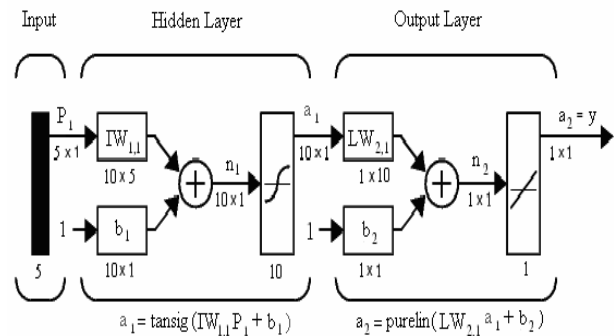 Input Hidden Layer Output Layer
P1 a1 a2 = y
5 x 1 IW1,1 10 x 1 LW2,1 1 x 1
10 x 5 n1 1 x 10 n2
10 x 1 1 x 1
1 b1 1 b2
5 10 x 1 10 1 x 1 1
a1 = tansig (IW1,1P1 + b1) a2 = purelin(LW2,1a1 + b2)